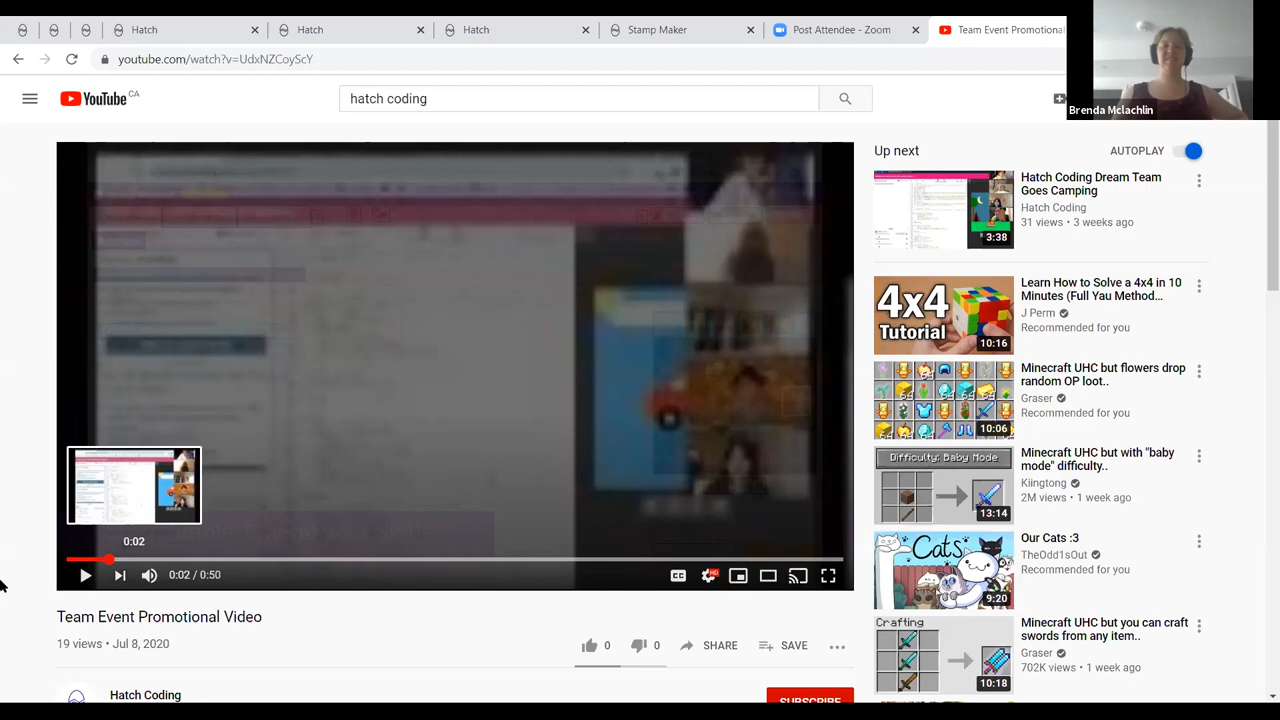 Hatch
Hatch
Hatch
Stamp Maker
Post Attendee - Zoom
Team Event Promotional
youtube.com/watch?v=UdxNZCoyScY
YouTube CA
hatch coding
Brenda Mclachlin
Up next
AUTOPLAY
Hatch Coding Dream Team
Goes Camping
Hatch Coding
31 views • 3 weeks ago
3:38
4x4
Tutorial
10:16
Learn How to Solve a 4x4 in 10
Minutes (Full Yau Method...
J Perm
Recommended for you
10:06
Minecraft UHC but flowers drop
random OP loot..
Graser
Recommended for you
Difficulty: Baby Mode
13:14
Minecraft UHC but with "baby
mode" difficulty..
Kiingtong
2M views • 1 week ago
Cats
9:20
Our Cats :3
TheOdd1sOut
Recommended for you
Crafting
10:18
Minecraft UHC but you can craft
swords from any item..
Graser
702K views • 1 week ago
0:02
0:02 / 0:50
CC
HD
Team Event Promotional Video
19 views • Jul 8, 2020
0
0
SHARE
SAVE
Hatch Coding
SUBSCRIBE